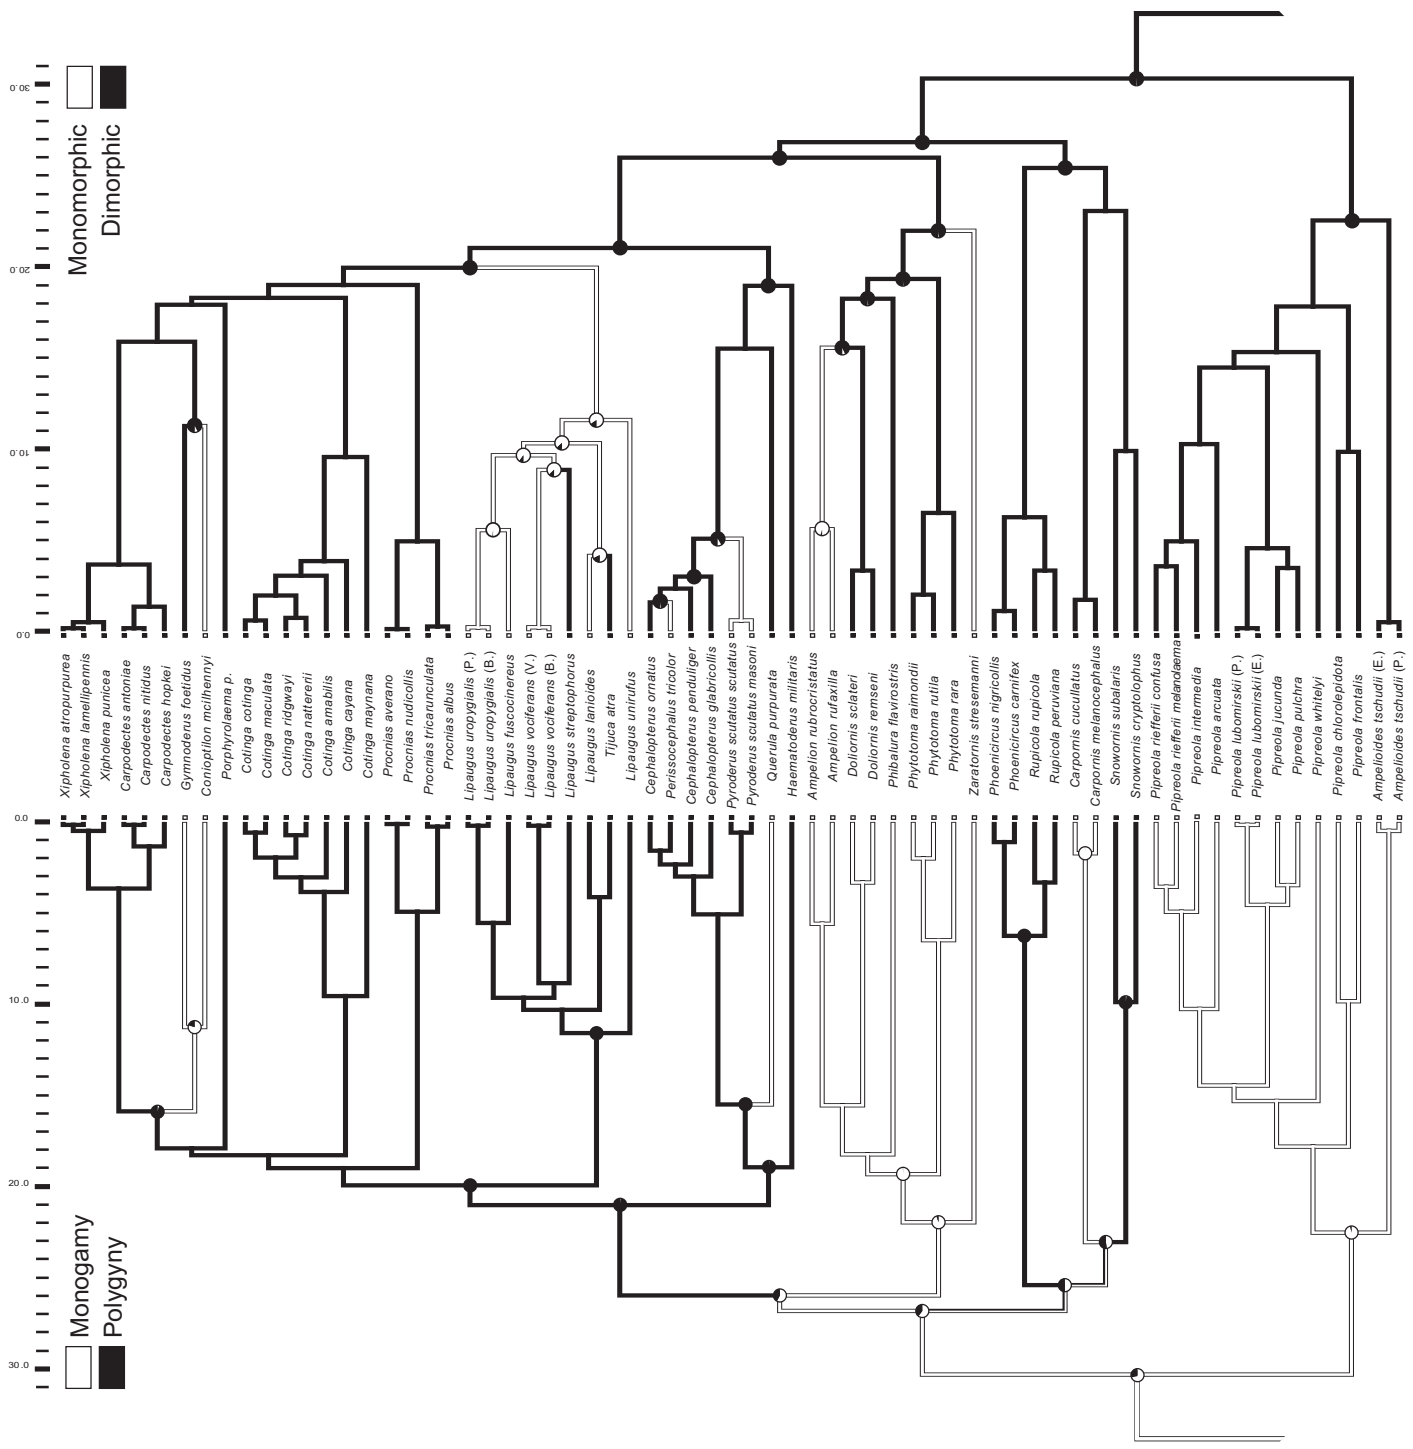 30.0
20.0
10.0
0.0
Monomorphic
Dimorphic
Xipholena atropurpurea
Xipholena lamellipennis
Xipholena punicea
Carpodectes antoniae
Carpodectes nitidus
Carpodectes hopkei
Gymnoderus foetidus
Conioptilon mcilhennyi
Porphyrolaema p.
Cotinga cotinga
Cotinga maculata
Cotinga ridgwayi
Cotinga nattererii
Cotinga amabilis
Cotinga cayana
Cotinga maynana
Procnias averano
Procnias nudicollis
Procnias tricarunculata
Procnias albus
Lipaugus uropygialis (P.)
Lipaugus uropygialis (B.)
Lipaugus fuscocinereus
Lipaugus vociferans (V.)
Lipaugus vociferans (B.)
Lipaugus streptophorus
Lipaugus lanioides
Tijuca atra
Lipaugus unirufus
Cephalopterus ornatus
Perissocephalus tricolor
Cephalopterus penduliger
Cephalopterus glabricollis
Pyroderus scutatus scutatus
Pyroderus scutatus masoni
Querula purpurata
Haematoderus militaris
Ampelion rubrocristatus
Ampelion rufaxilla
Doliornis sclateri
Doliornis remseni
Phibalura flavirostris
Phytotoma raimondii
Phytotoma rutila
Phytotoma rara
Zaratornis stresemanni
Phoenicircus nigricollis
Phoenicircus carnifex
Rupicola rupicola
Rupicola peruviana
Carpornis cucullatus
Carpornis melanocephalus
Snowornis subalaris
Snowornis cryptolophus
Pipreola riefferii confusa
Pipreola riefferii melanolaema
Pipreola intermedia
Pipreola arcuata
Pipreola lubomirskii (P.)
Pipreola lubomirskii (E.)
Pipreola jucunda
Pipreola pulchra
Pipreola whitelyi
Pipreola chlorolepidota
Pipreola frontalis
Ampelioides tschudii (E.)
Ampelioides tschudii (P.)
0.0
10.0
20.0
30.0
Monogamy
Polygyny